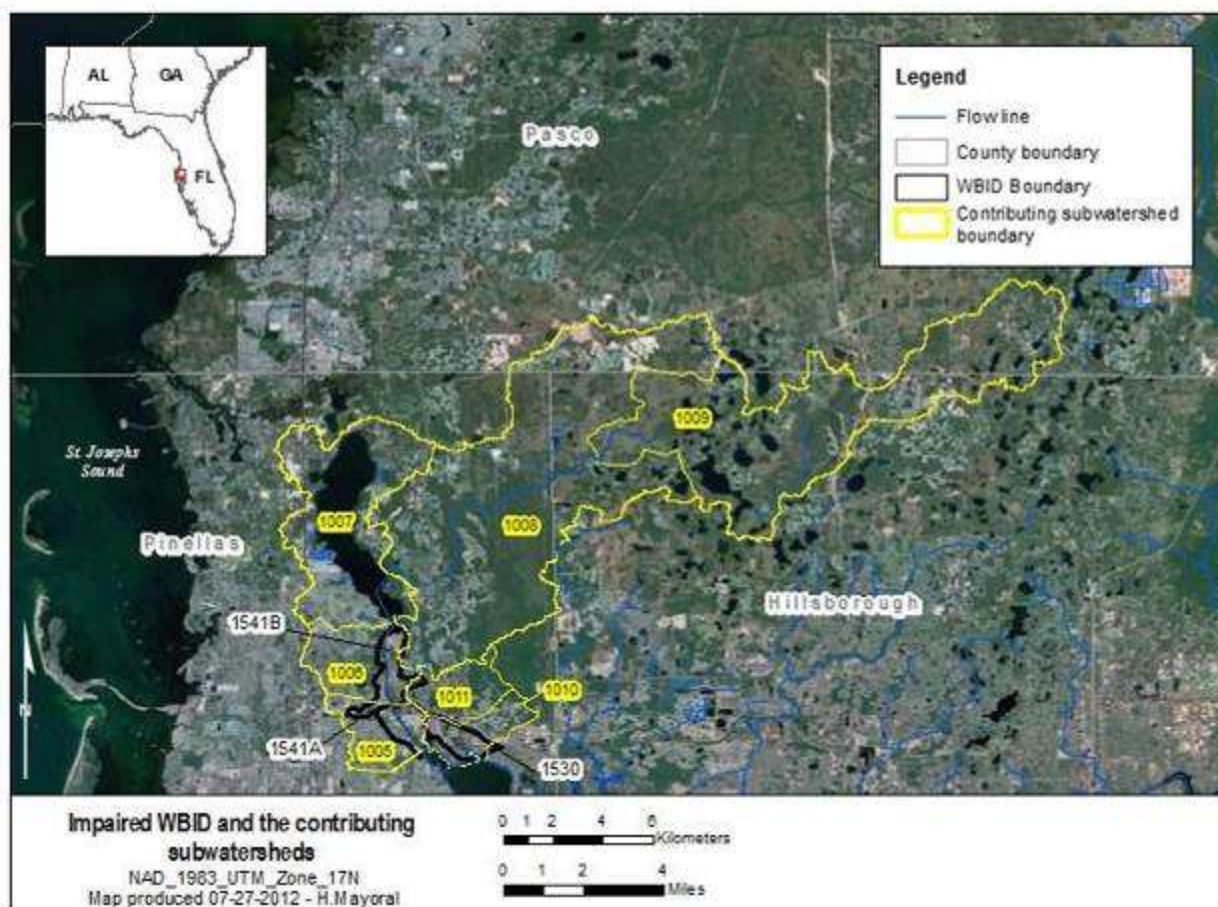 AL
GA
FL
Pasco
Legend
Flow line
County boundary
WBID Boundary
Contributing subwatershed
boundary
1009
St Josephs
Sound
1007
1008
Pinellas
Hillsborough
1541B
1006
1011
1010
1541A
1005
1530
N
Impaired WBID and the contributing
subwatersheds
NAD_1983_UTM_Zone_17N
Map produced 07-27-2012 - H.Mayoral
0 1 2 4 6
Kilometers
0 1 2 4
Miles